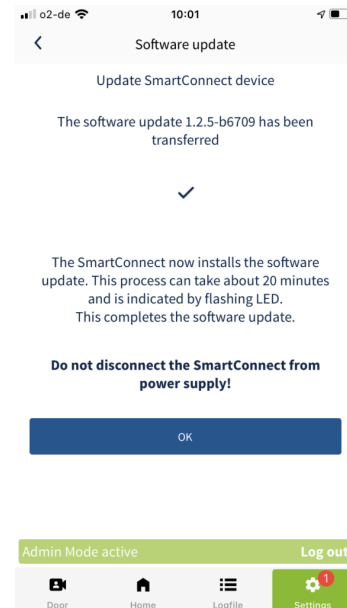 o2-de 10:01
Software update
Update SmartConnect device
The software update 1.2.5-b6709 has been
transferred
The SmartConnect now installs the software
update. This process can take about 20 minutes
and is indicated by flashing LED.
This completes the software update.
Do not disconnect the SmartConnect from
power supply!
OK
Admin Mode active Log out
1
Door Home Logfile Settings